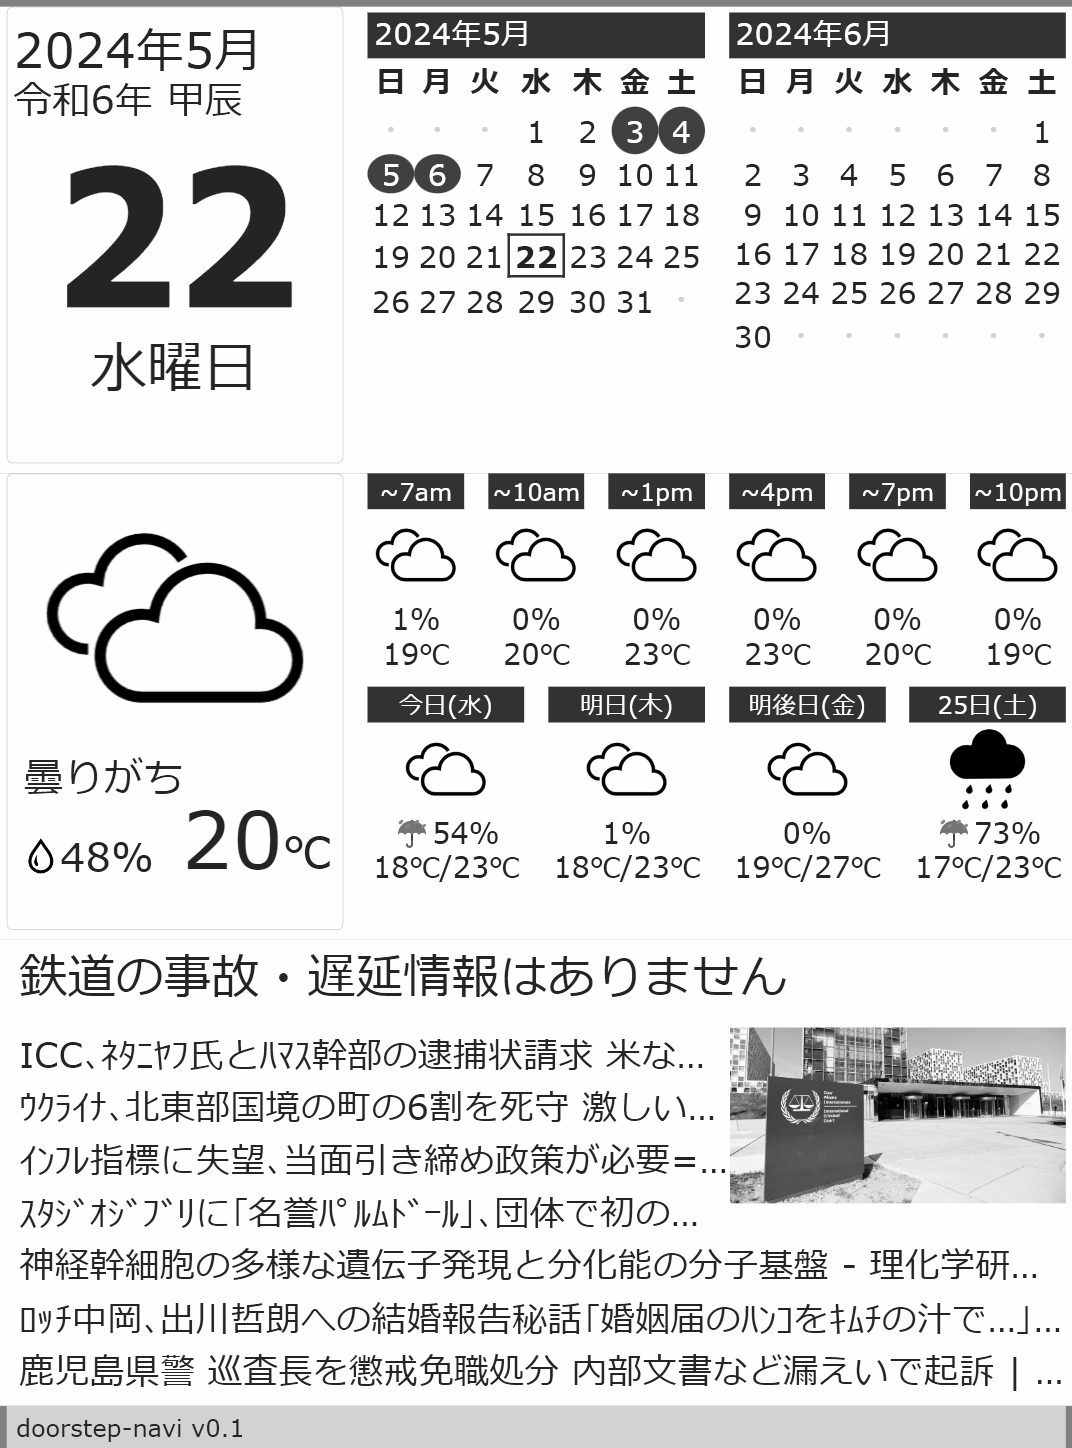 2024年5月
令和6年 甲辰
22
水曜日
2024年5月
日 月 火 水 木 金 土
・ ・ ・ 1 2 3 4
5 6 7 8 9 10 11
12 13 14 15 16 17 18
19 20 21 22 23 24 25
26 27 28 29 30 31 ・
2024年6月
日 月 火 水 木 金 土
・ ・ ・ ・ ・ ・ 1
2 3 4 5 6 7 8
9 10 11 12 13 14 15
16 17 18 19 20 21 22
23 24 25 26 27 28 29
30 ・ ・ ・ ・ ・ ・
曇りがち
48% 20℃
~7am ~10am ~1pm ~4pm ~7pm ~10pm
1% 0% 0% 0% 0% 0%
19℃ 20℃ 23℃ 23℃ 20℃ 19℃
今日(水) 明日(木) 明後日(金) 25日(土)
☂54% 1% 0% ☂73%
18℃/23℃ 18℃/23℃ 19℃/27℃ 17℃/23℃
鉄道の事故・遅延情報はありません
ICC､ﾈﾀﾆﾔﾌ氏とﾊﾏｽ幹部の逮捕状請求 米な...
ｳｸﾗｲﾅ､北東部国境の町の6割を死守 激しい...
ｲﾝﾌﾚ指標に失望､当面引き締め政策が必要=...
ｽﾀｼﾞｵｼﾞﾌﾞﾘに｢名誉ﾊﾟﾙﾑﾄﾞｰﾙ｣､団体で初の...
神経幹細胞の多様な遺伝子発現と分化能の分子基盤 - 理化学研...
ﾛｯﾁ中岡､出川哲朗への結婚報告秘話｢婚姻届のﾊﾝｺをｷﾑﾁの汁で...｣...
鹿児島県警 巡査長を懲戒免職処分 内部文書など漏えいで起訴 | ...
Cour
Pénale
Internationale
International
Criminal
Court
doorstep-navi v0.1